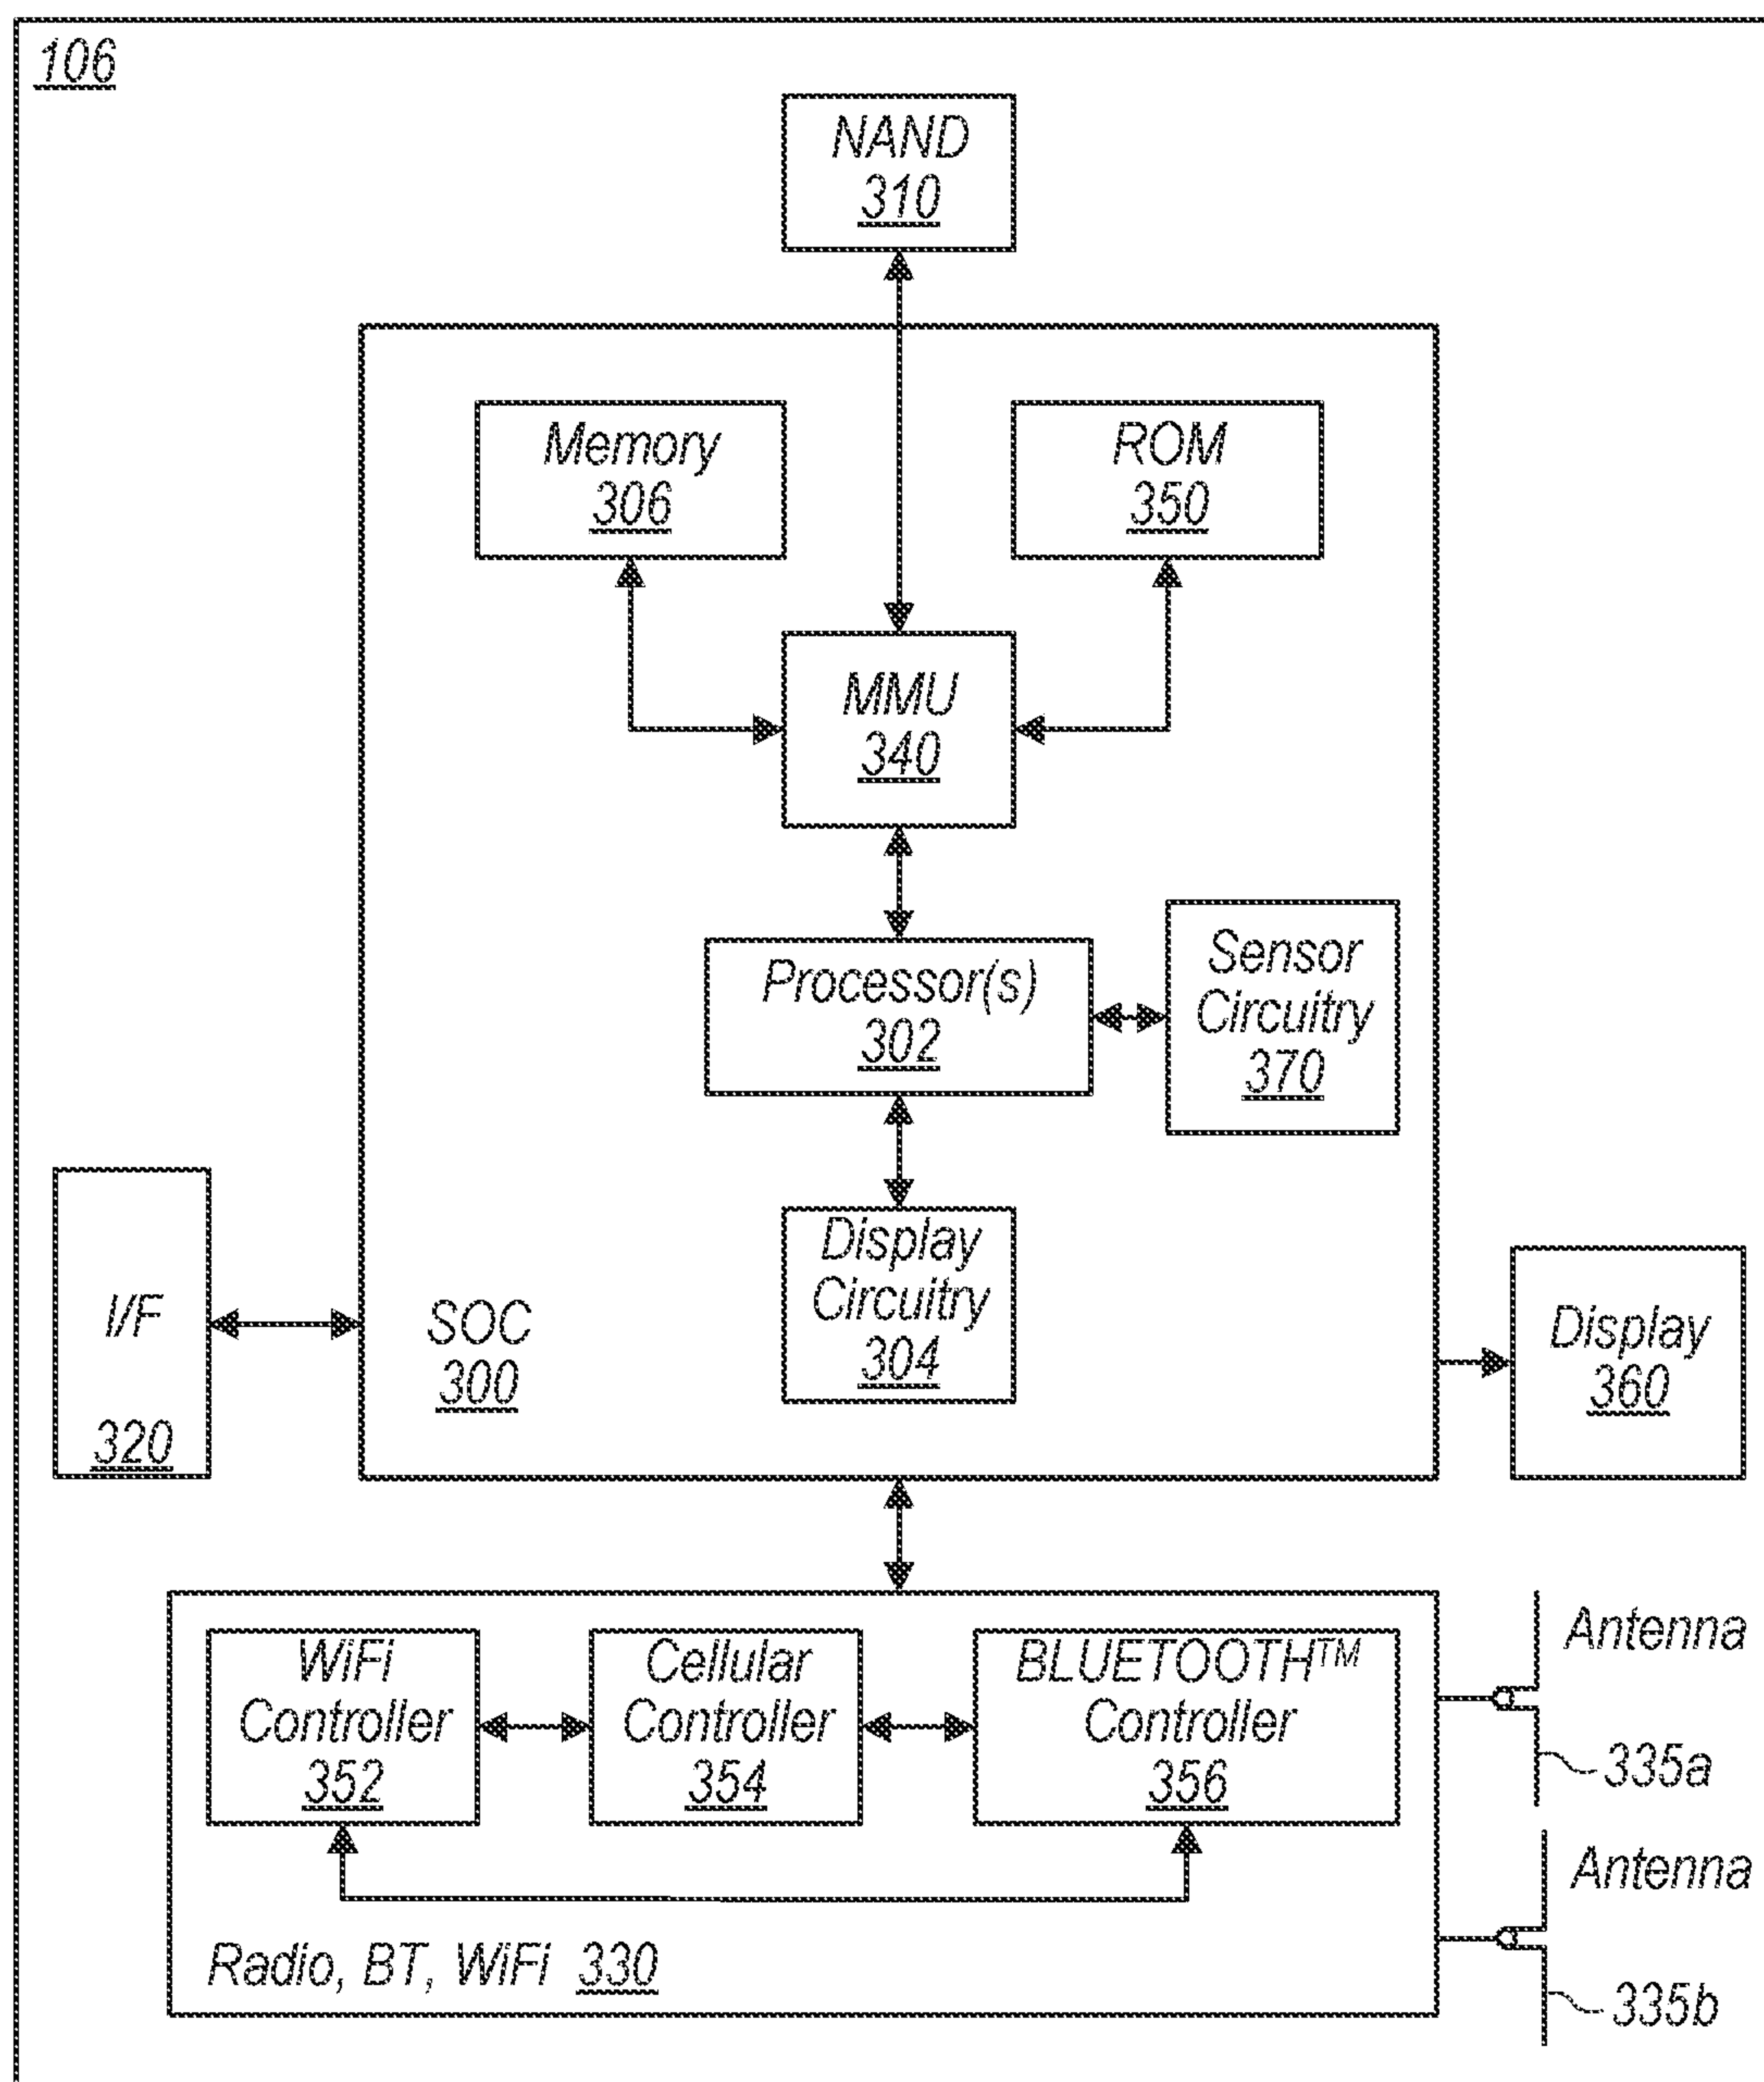 106
NAND
310
Memory
306
ROM
350
MMU
340
Processor(s)
302
Sensor
Circuitry
370
Display
Circuitry
304
I/F
320
SOC
300
Display
360
WiFi
Controller
352
Cellular
Controller
354
BLUETOOTH™
Controller
356
Radio, BT, WiFi 330
Antenna
335a
Antenna
335b